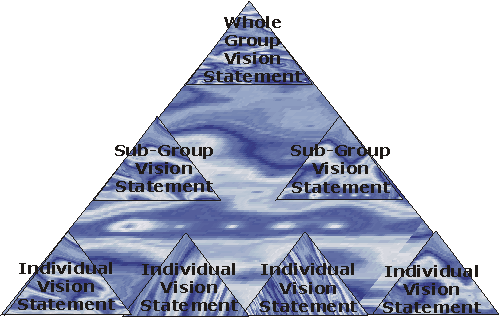 Whole
Group
Vision
Statement
Sub-Group
Vision
Statement
Sub-Group
Vision
Statement
Individual
Vision
Statement
Individual
Vision
Statement
Individual
Vision
Statement
Individual
Vision
Statement